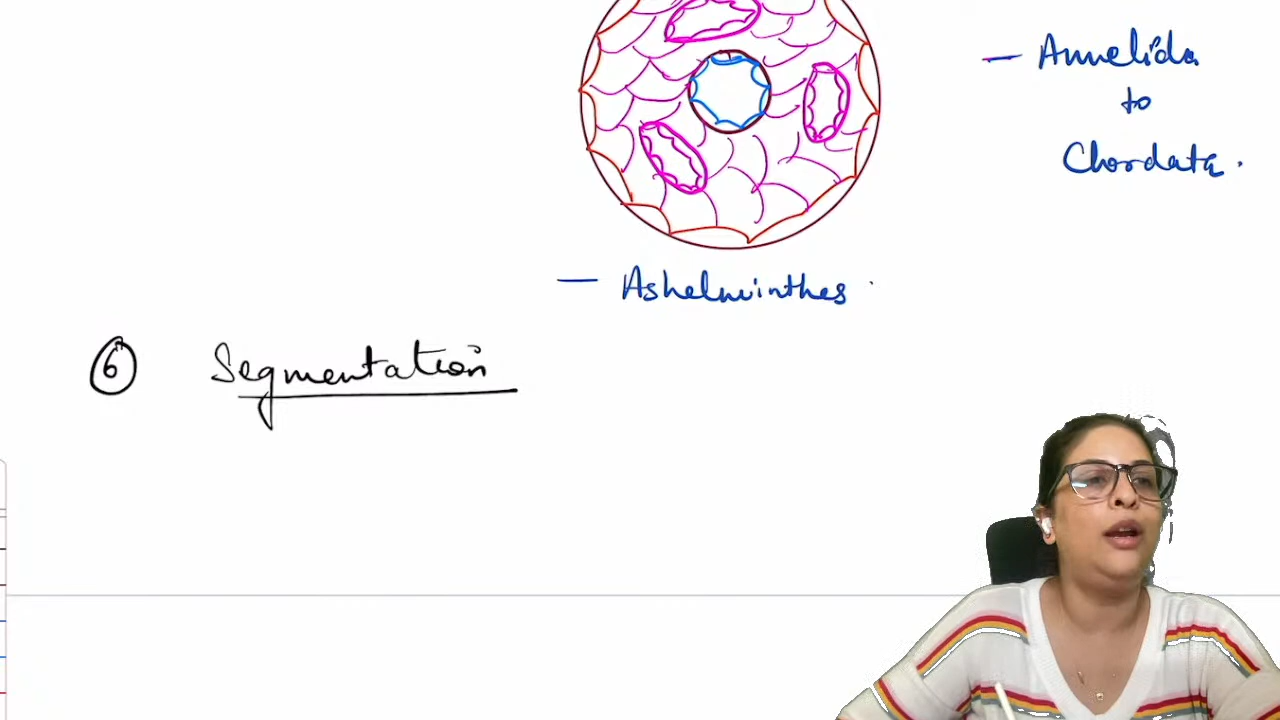 — Annelida
to
Chordata.
— Ashelminthes
⑥ Segmentation